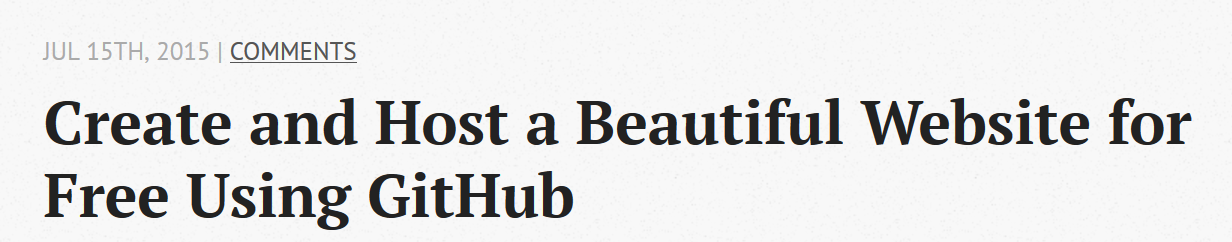 JUL 15TH, 2015 | COMMENTS
Create and Host a Beautiful Website for
Free Using GitHub